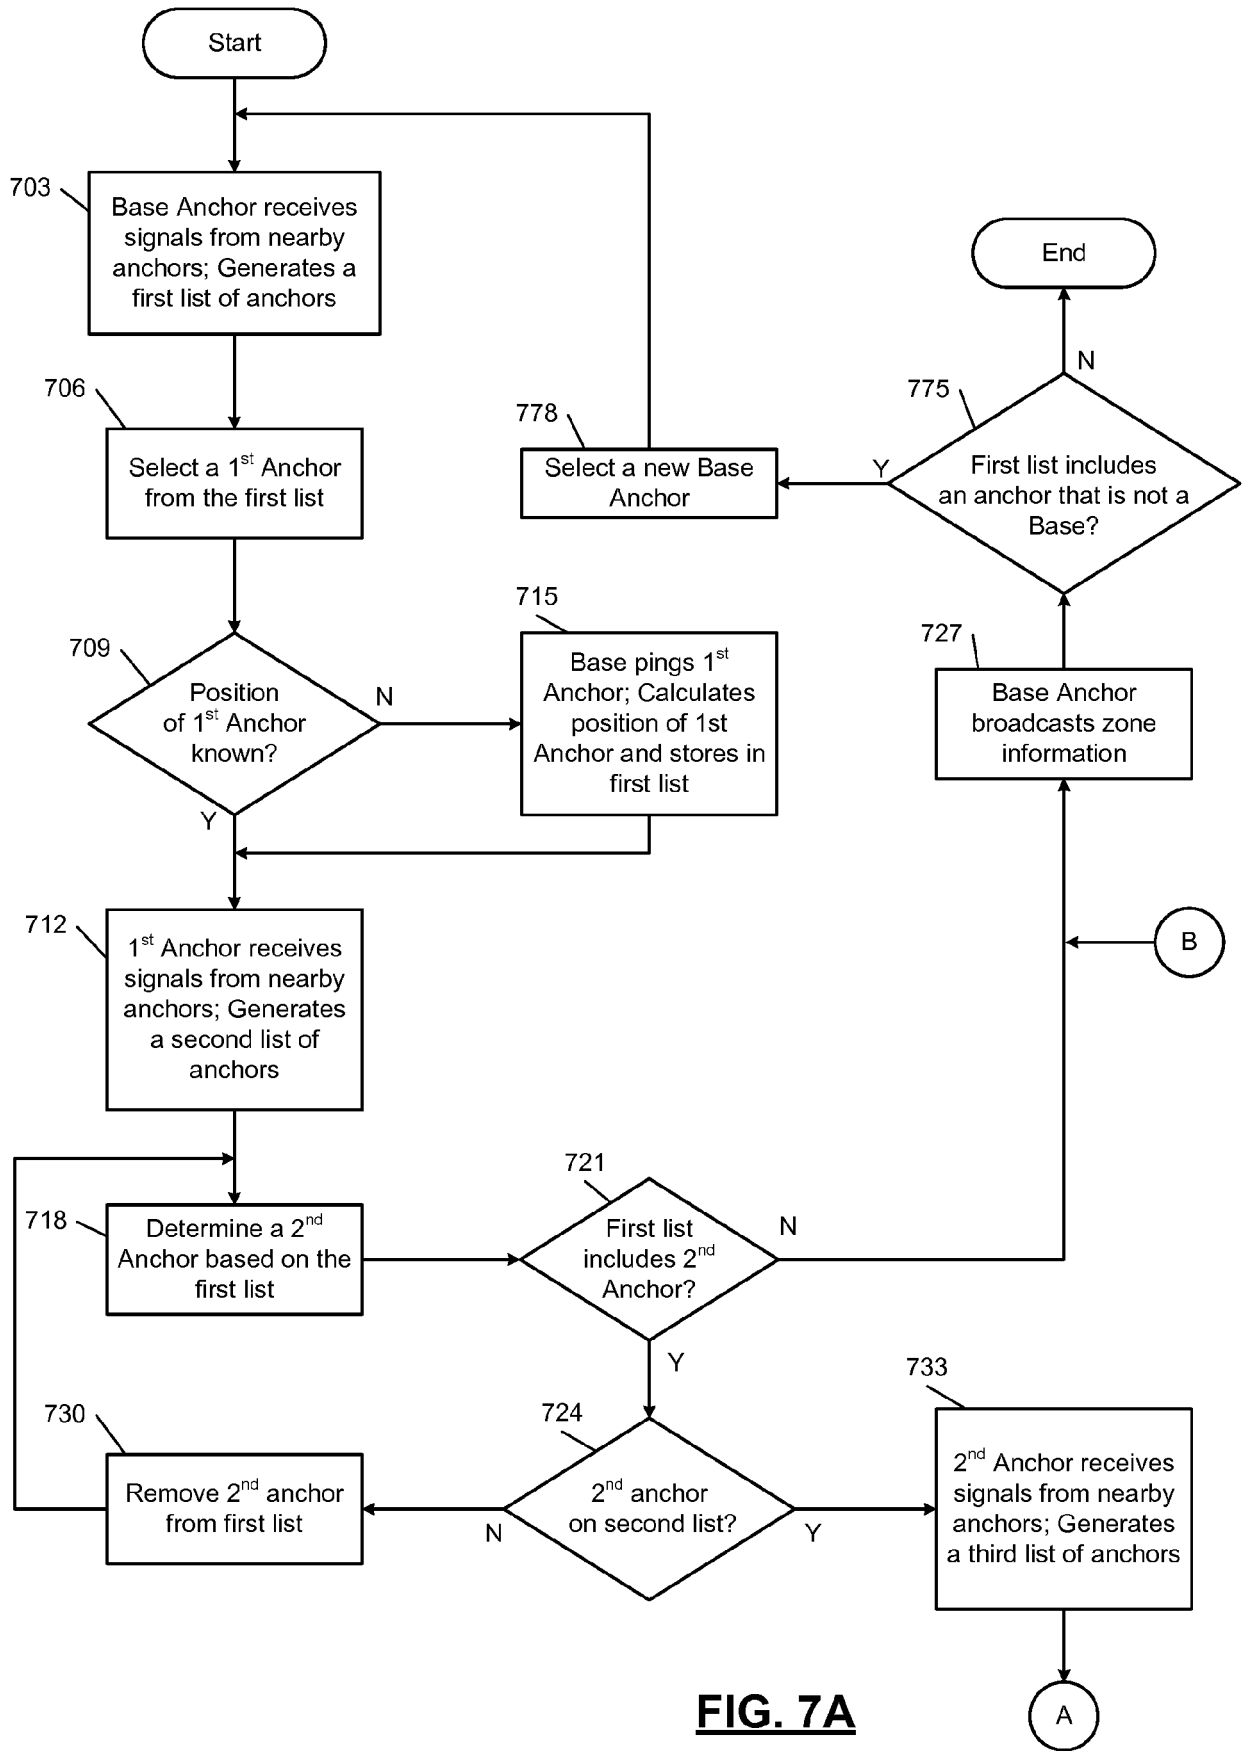 Start
703
Base Anchor receives
signals from nearby
anchors; Generates a
first list of anchors
End
N
775
First list includes
an anchor that is not a
Base?
Y
778
Select a new Base
Anchor
706
Select a 1st Anchor
from the first list
709
Position
of 1st Anchor
known?
N
Y
715
Base pings 1st
Anchor; Calculates
position of 1st
Anchor and stores in
first list
727
Base Anchor
broadcasts zone
information
712
1st Anchor receives
signals from nearby
anchors; Generates
a second list of
anchors
B
718
Determine a 2nd
Anchor based on the
first list
721
First list
includes 2nd
Anchor?
N
Y
724
2nd anchor
on second list?
N
Y
730
Remove 2nd anchor
from first list
733
2nd Anchor receives
signals from nearby
anchors; Generates
a third list of anchors
A
FIG. 7A